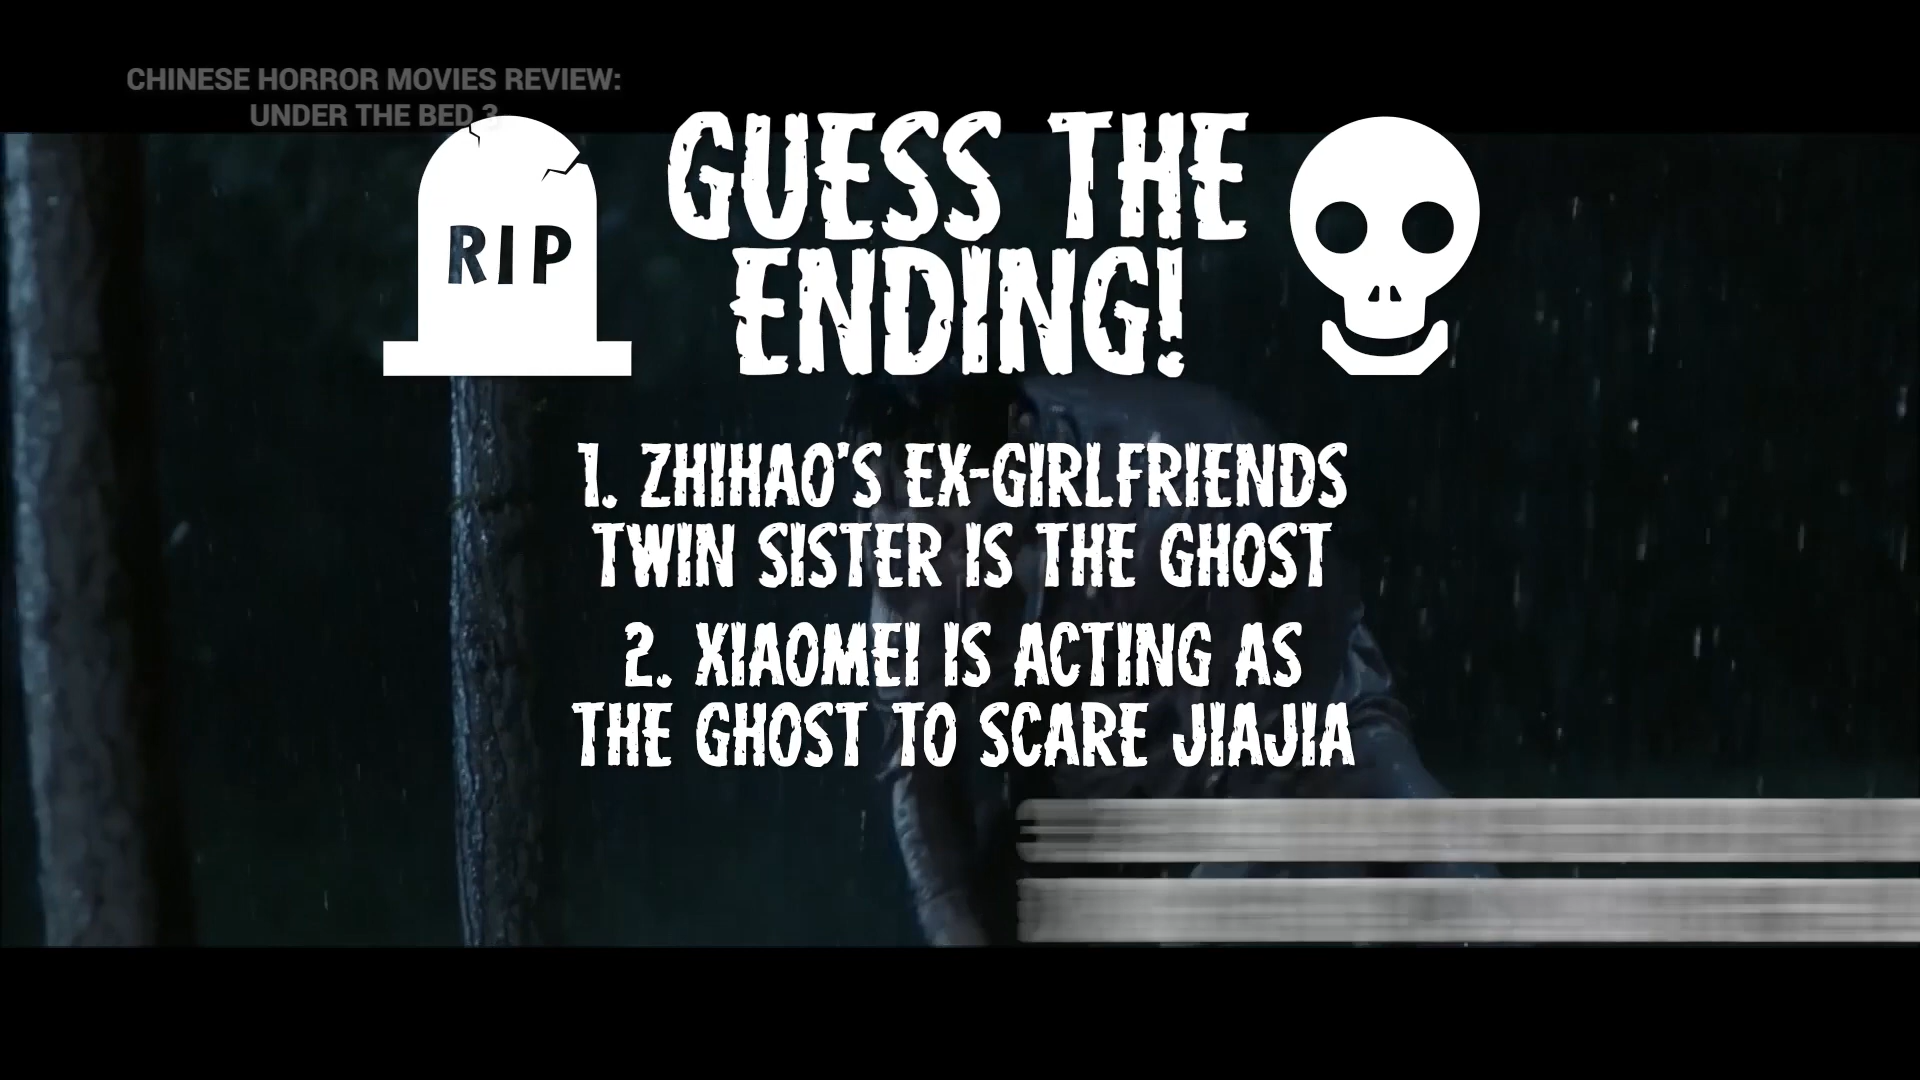 CHINESE HORROR MOVIES REVIEW:
UNDER THE BED 3
RIP
GUESS THE
ENDING!
1. ZHIHAO'S EX-GIRLFRIENDS
TWIN SISTER IS THE GHOST
2. XIAOMEI IS ACTING AS
THE GHOST TO SCARE JIAJIA